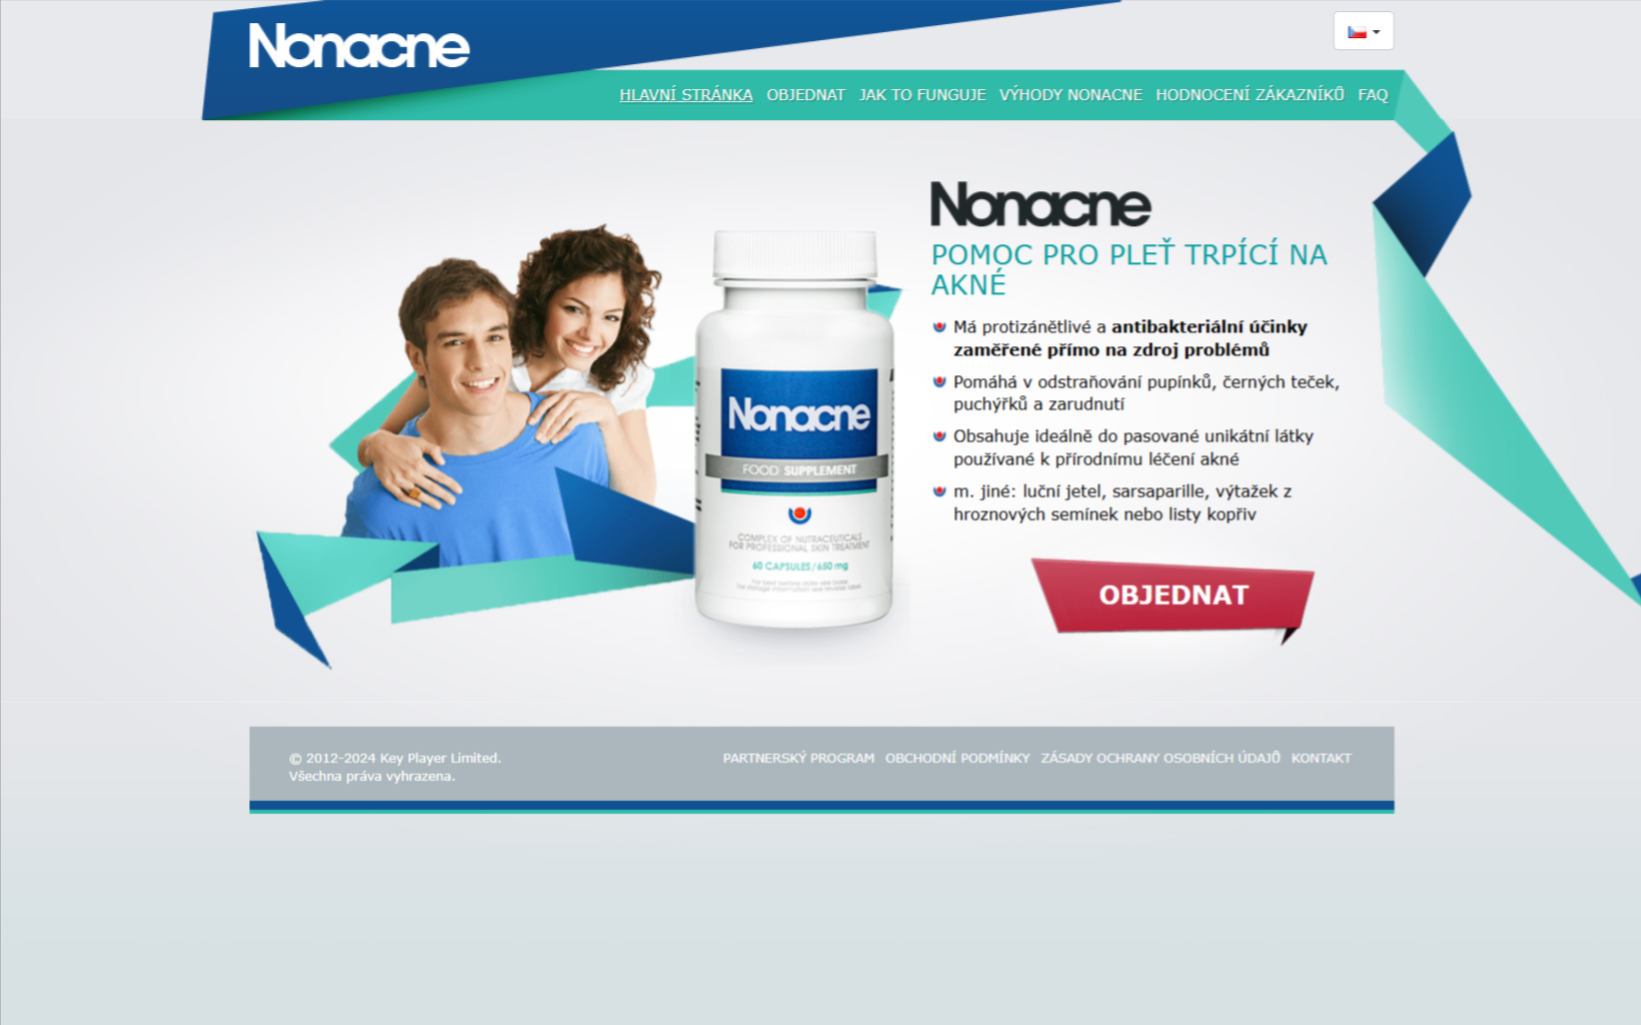 Nonacne
HLAVNÍ STRÁNKA OBJEDNAT JAK TO FUNGUJE VÝHODY NONACNE HODNOCENÍ ZÁKAZNÍKŮ FAQ
Nonacne
POMOC PRO PLEŤ TRPÍCÍ NA
AKNÉ
Má protizánětlivé a antibakteriální účinky
zaměřené přímo na zdroj problémů
Pomáhá v odstraňování pupínků, černých teček,
puchýřků a zarudnutí
Obsahuje ideálně do pasované unikátní látky
používané k přírodnímu léčení akné
m. jiné: luční jetel, sarsaparille, výtažek z
hroznových semínek nebo listy kopřiv
OBJEDNAT
Nonacne
FOOD SUPPLEMENT
COMPLEX OF NUTRACEUTICALS
FOR PROFESSIONAL SKIN TREATMENT
60 CAPSULES/650 mg
© 2012-2024 Key Player Limited.
Všechna práva vyhrazena.
PARTNERSKÝ PROGRAM OBCHODNÍ PODMÍNKY ZÁSADY OCHRANY OSOBNÍCH ÚDAJŮ KONTAKT